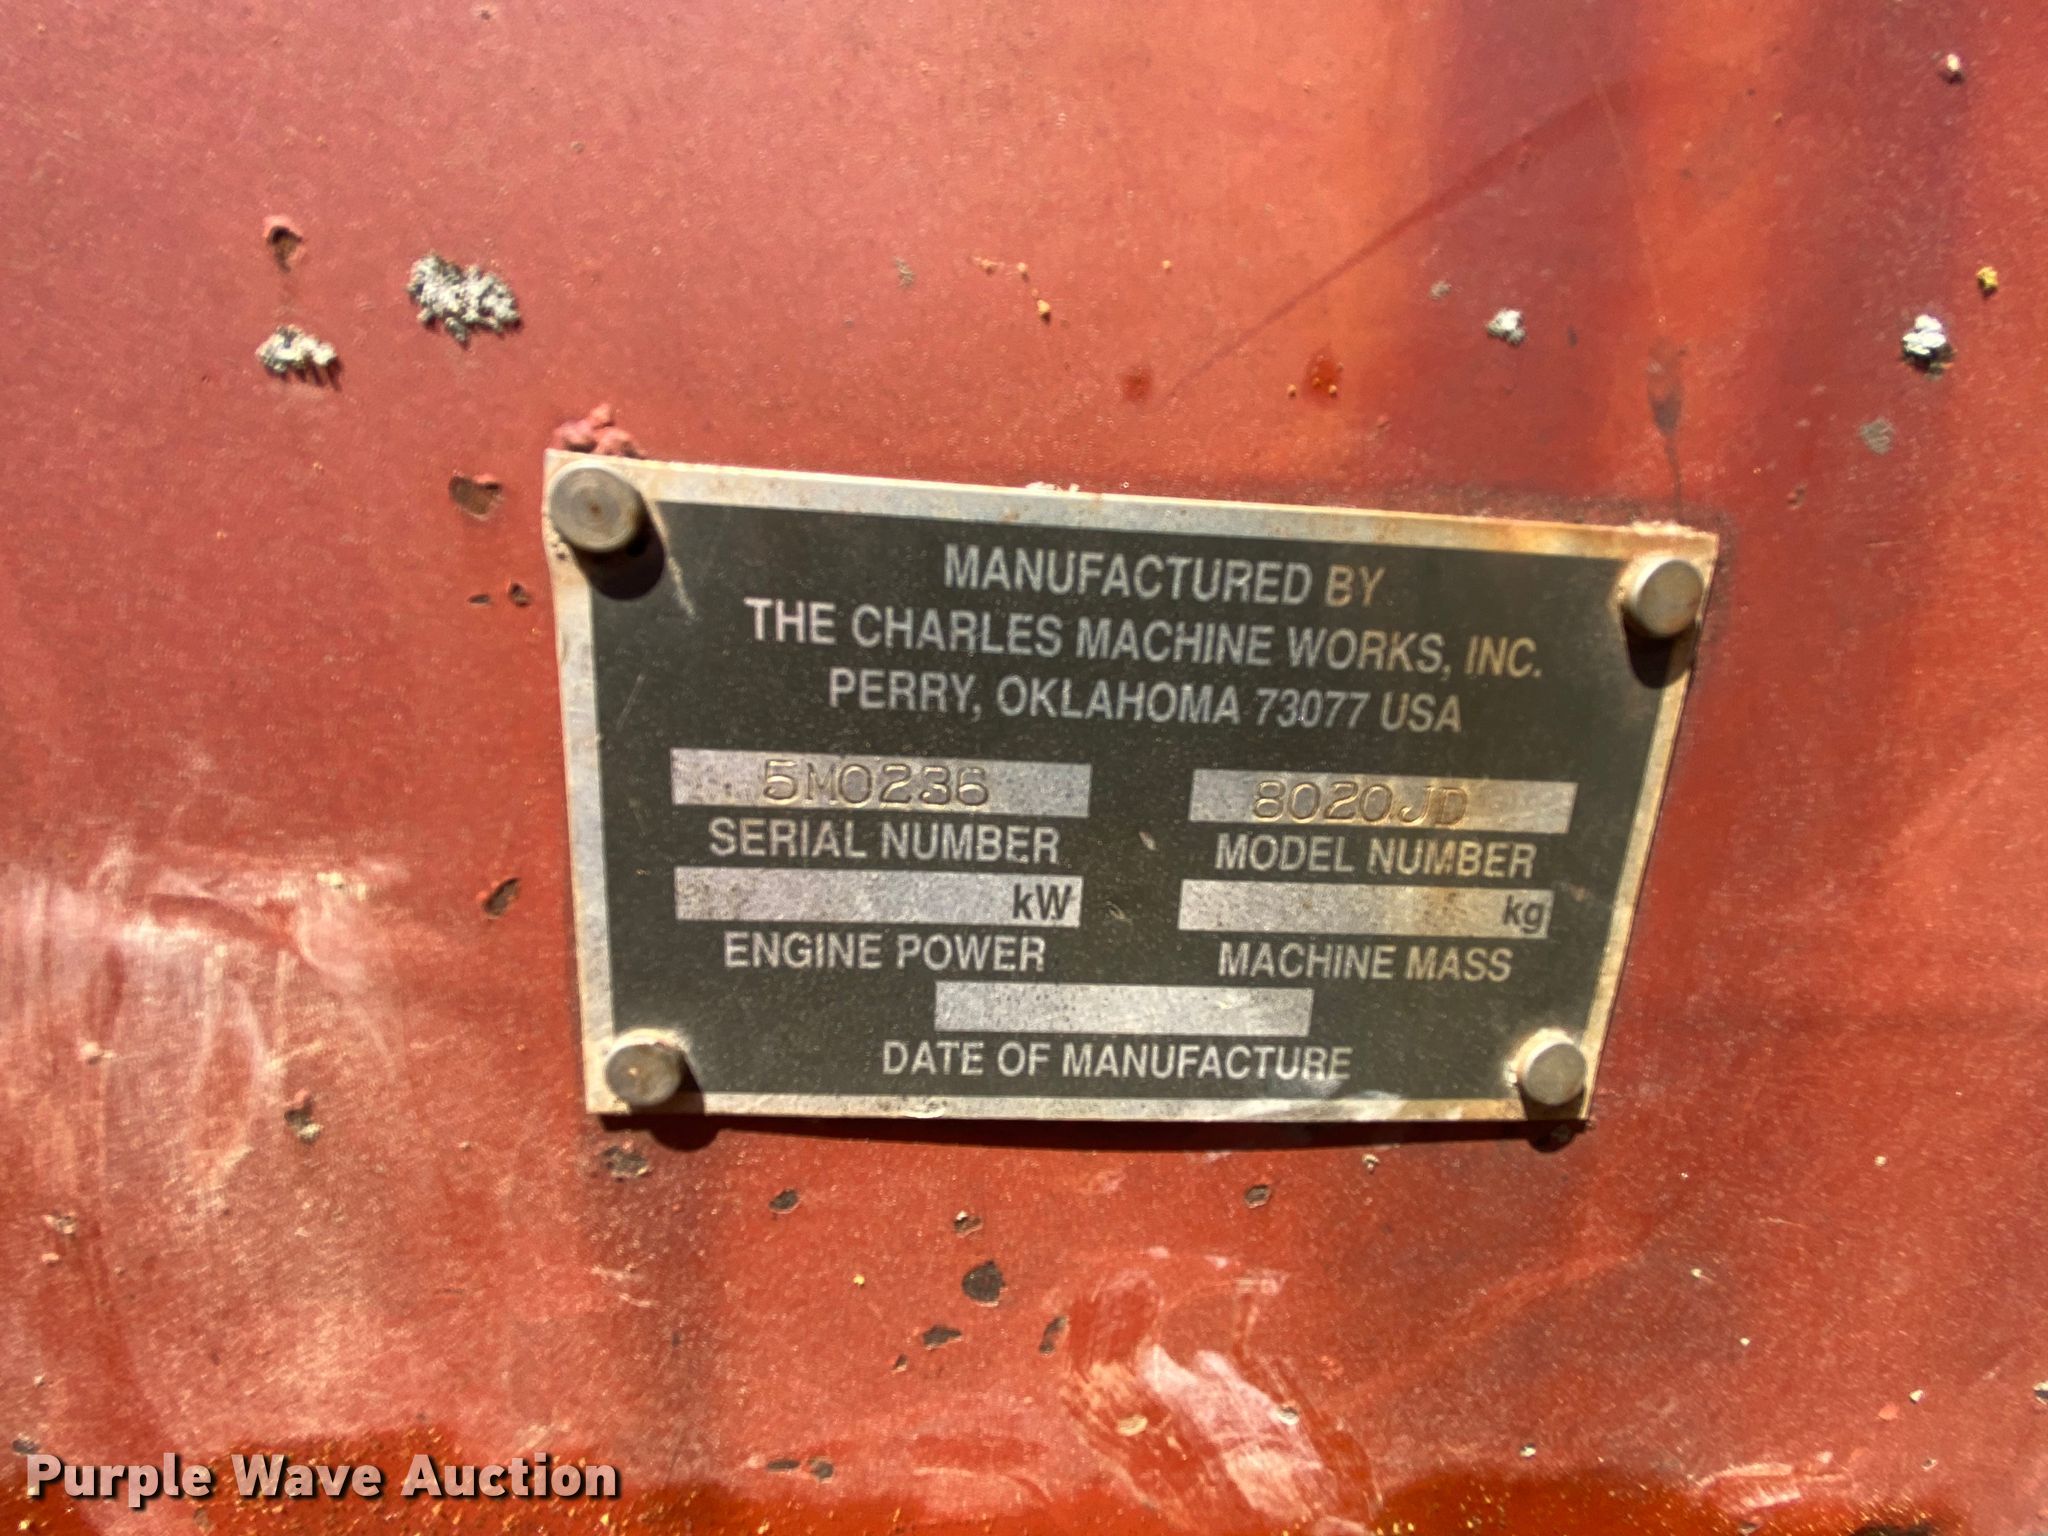 MANUFACTURED BY
THE CHARLES MACHINE WORKS, INC.
PERRY, OKLAHOMA 73077 USA
5M0236 8020JD
SERIAL NUMBER MODEL NUMBER
kW kg
ENGINE POWER MACHINE MASS
DATE OF MANUFACTURE
Purple Wave Auction